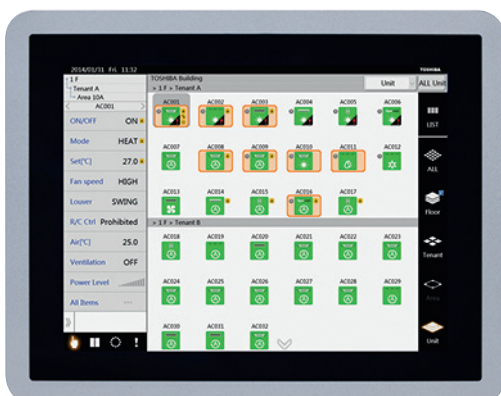 2014/01/31 Fri. 11:32
TOSHIBA
1 F
Tenant A
Area 10A
AC001
ON/OFF ON
Mode HEAT
Set[°C] 27.0
Fan speed HIGH
Louver SWING
R/C Ctrl Prohibited
Air[°C] 25.0
Ventilation OFF
Power Level
All Items ---
TOSHIBA Building
» 1 F » Tenant A
Unit
ALL Unit
AC001 AC002 AC003 AC004 AC005 AC006
AC007 AC008 AC009 AC010 AC011 AC012
AC013 AC014 AC015 AC016 AC017
» 1 F » Tenant B
AC018 AC019 AC020 AC021 AC022 AC023
AC024 AC025 AC026 AC027 AC028 AC029
AC030 AC031 AC032
LIST
ALL
Floor
Tenant
Area
Unit